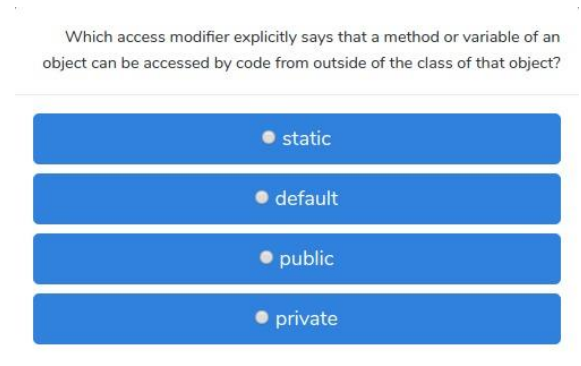 Which access modifier explicitly says that a method or variable of an
object can be accessed by code from outside of the class of that object?
static
default
public
private